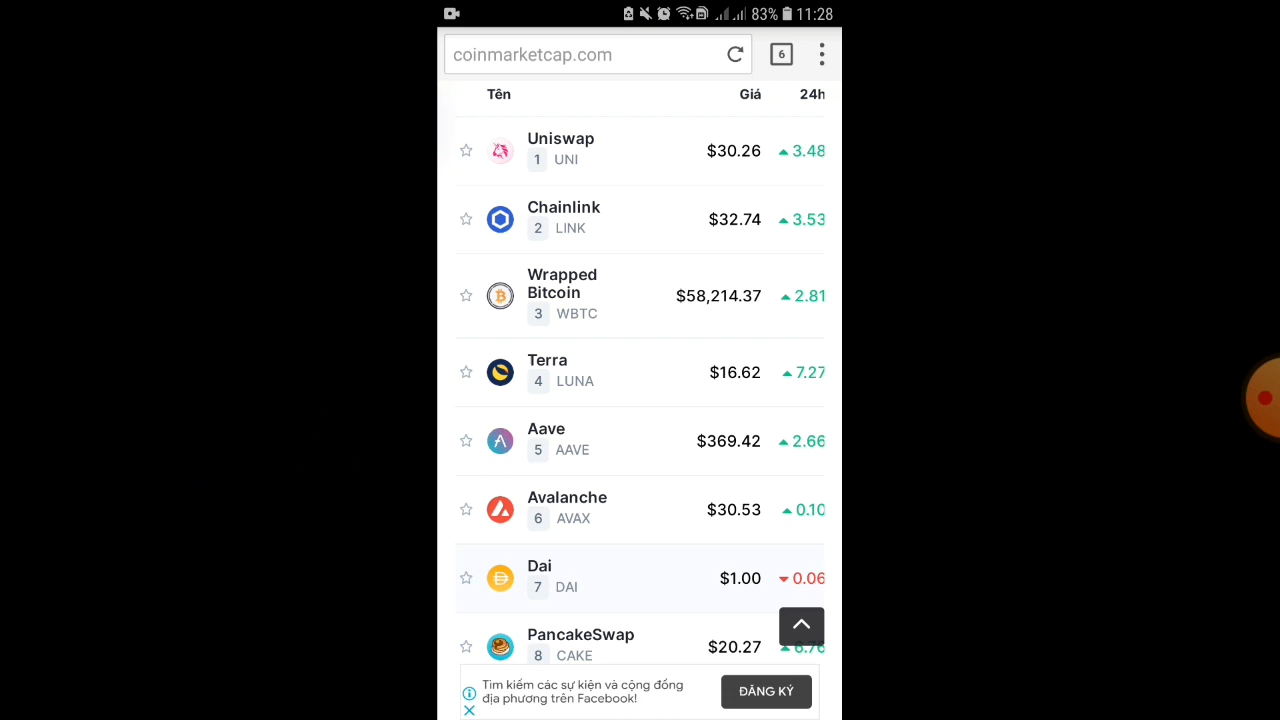 83% 11:28
coinmarketcap.com 6
Tên Giá 24h
Uniswap
1 UNI $30.26 3.48
Chainlink
2 LINK $32.74 3.53
Wrapped
Bitcoin
3 WBTC $58,214.37 2.81
Terra
4 LUNA $16.62 7.27
Aave
5 AAVE $369.42 2.66
Avalanche
6 AVAX $30.53 0.10
Dai
7 DAI $1.00 0.06
PancakeSwap
8 CAKE $20.27
Tìm kiếm các sự kiện và cộng đồng
địa phương trên Facebook!
ĐĂNG KÝ